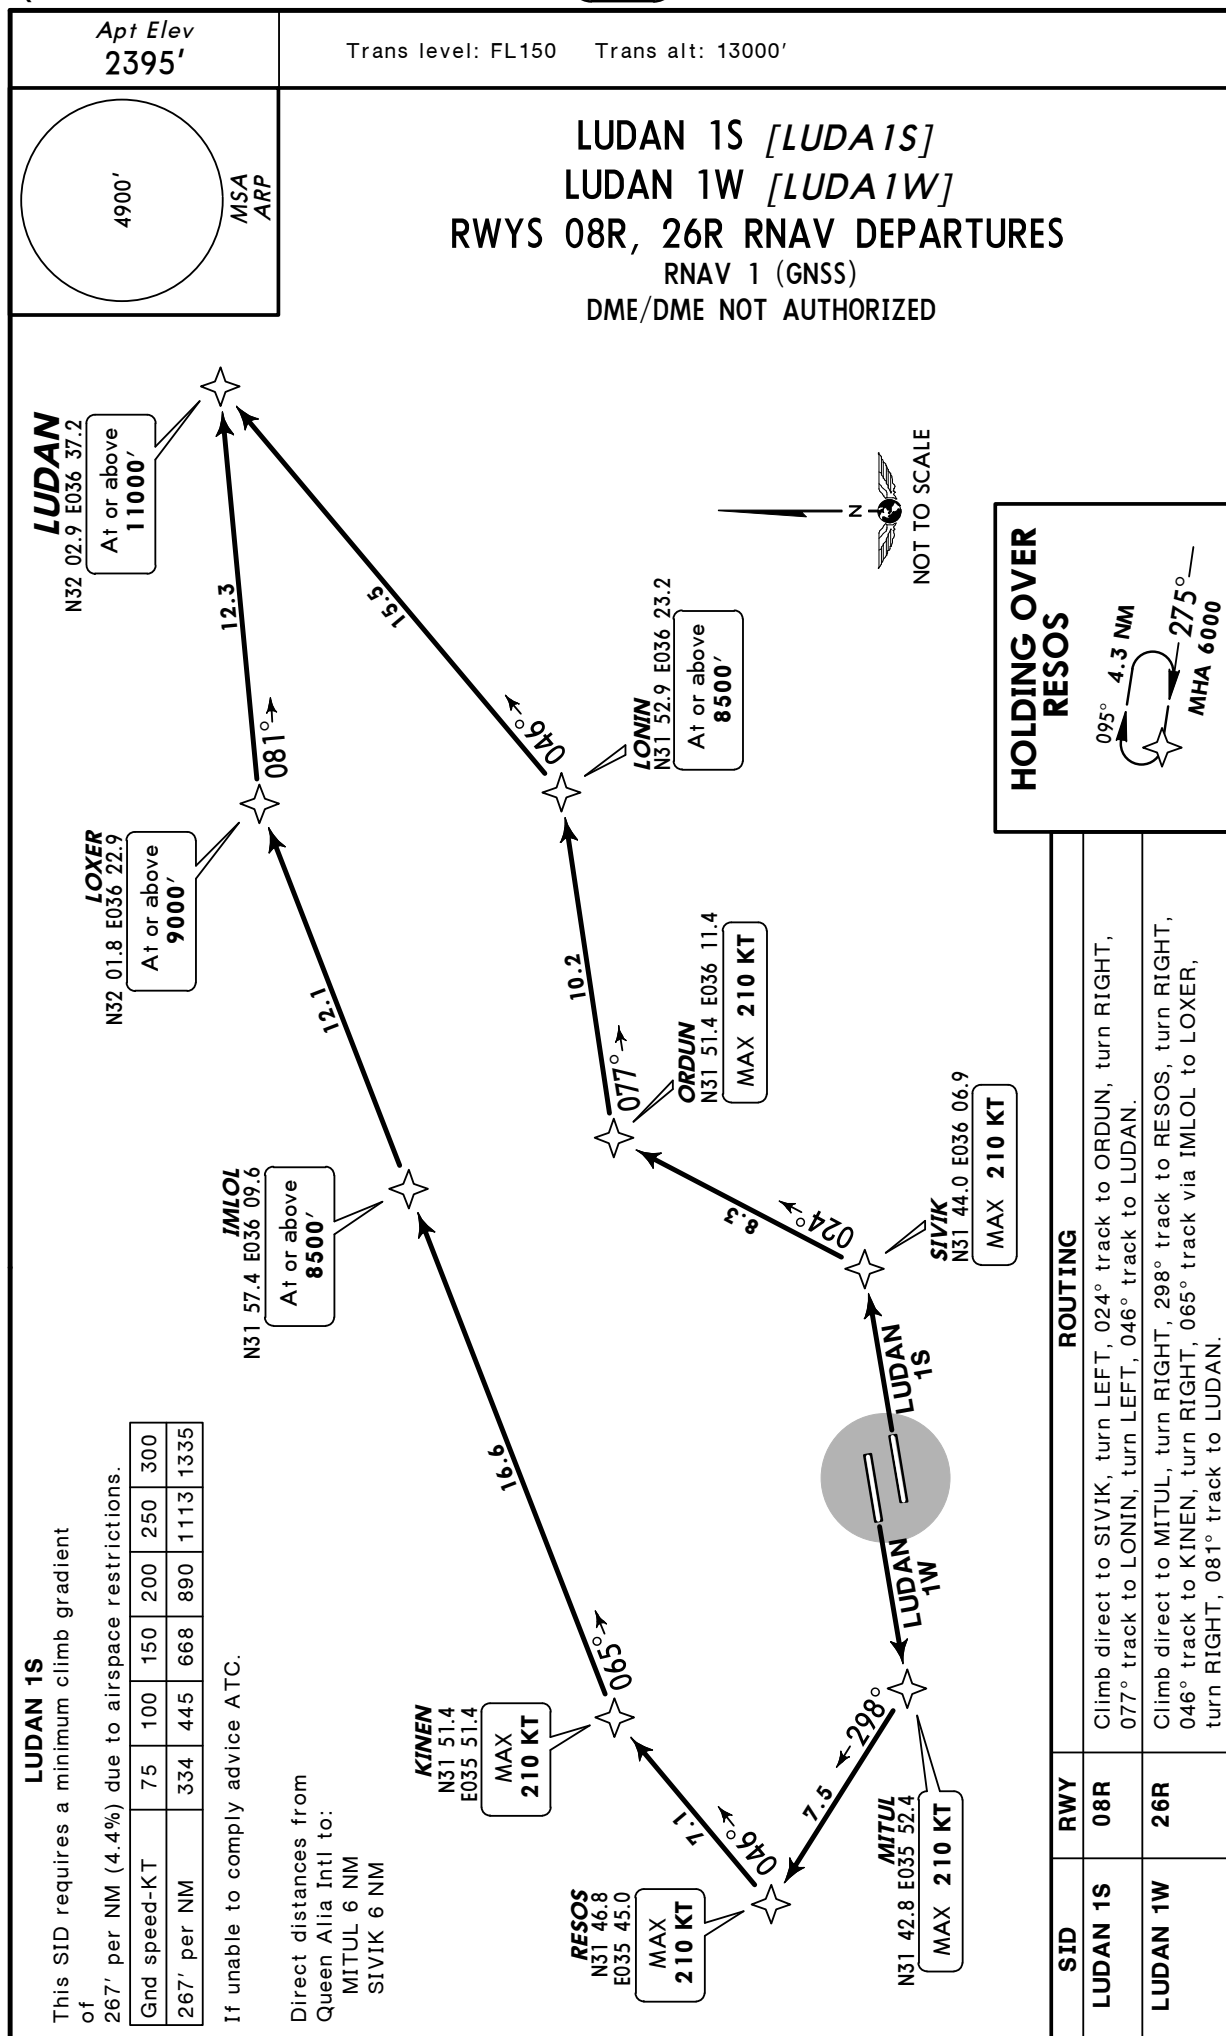 Apt Elev
2395'
Trans level: FL150 Trans alt: 13000'
4900'
MSA
ARP
LUDAN 1S [LUDA1S]
LUDAN 1W [LUDA1W]
RWYS 08R, 26R RNAV DEPARTURES
RNAV 1 (GNSS)
DME/DME NOT AUTHORIZED
LUDAN
N32 02.9 E036 37.2
At or above
11000'
12.3
15.5
081°
LOXER
N32 01.8 E036 22.9
At or above
9000'
12.1
046°
LONIN
N31 52.9 E036 23.2
At or above
8500'
N
NOT TO SCALE
10.2
077°
ORDUN
N31 51.4 E036 11.4
MAX 210 KT
IMLOL
N31 57.4 E036 09.6
At or above
8500'
16.6
8.3
024°
SIVIK
N31 44.0 E036 06.9
MAX 210 KT
LUDAN
1S
LUDAN
1W
KINEN
N31 51.4
E035 51.4
MAX
210 KT
065°
7.1
046°
RESOS
N31 46.8
E035 45.0
MAX
210 KT
7.5
298°
MITUL
N31 42.8 E035 52.4
MAX 210 KT
HOLDING OVER
RESOS
095°
4.3 NM
275°
MHA 6000
LUDAN 1S
This SID requires a minimum climb gradient
of
267' per NM (4.4%) due to airspace restrictions.
Gnd speed-KT 75 100 150 200 250 300
267' per NM 334 445 668 890 1113 1335
If unable to comply advice ATC.
Direct distances from
Queen Alia Intl to:
MITUL 6 NM
SIVIK 6 NM
SID RWY ROUTING
LUDAN 1S 08R Climb direct to SIVIK, turn LEFT, 024° track to ORDUN, turn RIGHT,
077° track to LONIN, turn LEFT, 046° track to LUDAN.
LUDAN 1W 26R Climb direct to MITUL, turn RIGHT, 298° track to RESOS, turn RIGHT,
046° track to KINEN, turn RIGHT, 065° track via IMLOL to LOXER,
turn RIGHT, 081° track to LUDAN.